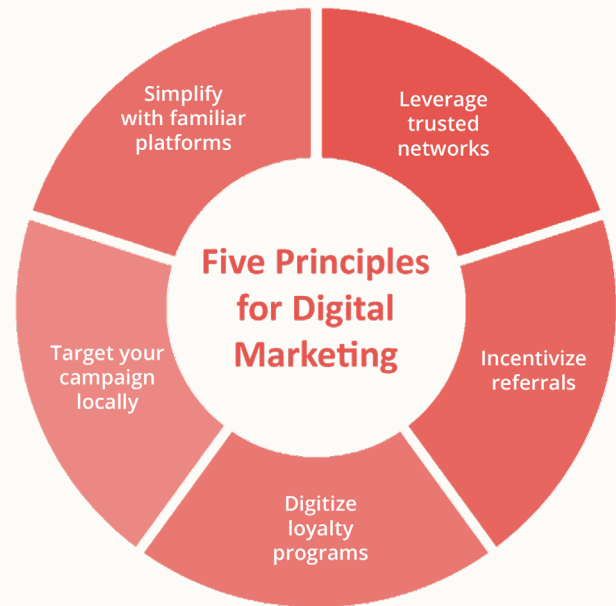 Five Principles
for Digital
Marketing
Leverage
trusted
networks
Incentivize
referrals
Digitize
loyalty
programs
Target your
campaign
locally
Simplify
with familiar
platforms